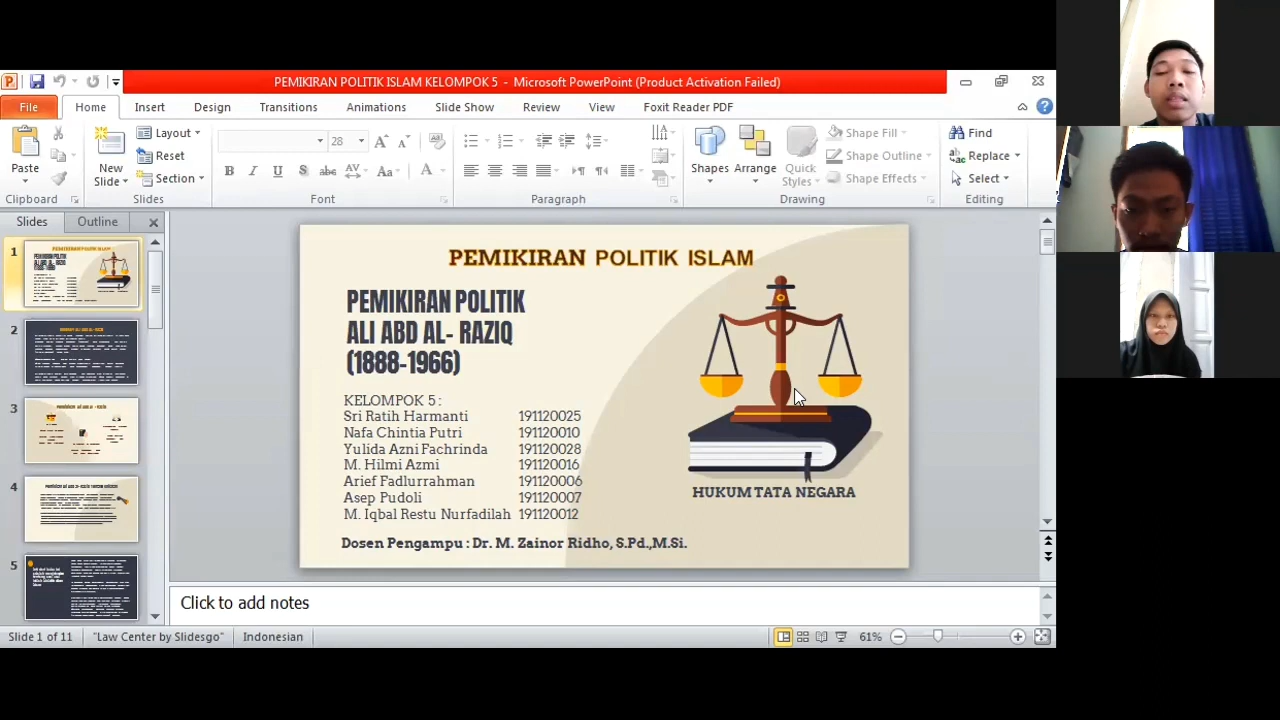 PEMIKIRAN POLITIK ISLAM KELOMPOK 5 - Microsoft PowerPoint (Product Activation Failed)
File Home Insert Design Transitions Animations Slide Show Review View Foxit Reader PDF
Paste
New Slide
Layout
Reset
Section
28
Shapes
Arrange
Quick Styles
Shape Fill
Shape Outline
Shape Effects
Find
Replace
Select
Clipboard Slides Font Paragraph Drawing Editing
Slides Outline
1
2
3
4
5
PEMIKIRAN POLITIK ISLAM
PEMIKIRAN POLITIK
ALI ABD AL- RAZIQ
(1888-1966)
KELOMPOK 5 :
Sri Ratih Harmanti 191120025
Nafa Chintia Putri 191120010
Yulida Azni Fachrinda 191120028
M. Hilmi Azmi 191120016
Arief Fadlurrahman 191120006
Asep Pudoli 191120007
M. Iqbal Restu Nurfadilah 191120012
HUKUM TATA NEGARA
Dosen Pengampu : Dr. M. Zainor Ridho, S.Pd.,M.Si.
Click to add notes
Slide 1 of 11 "Law Center by Slidesgo" Indonesian 61%